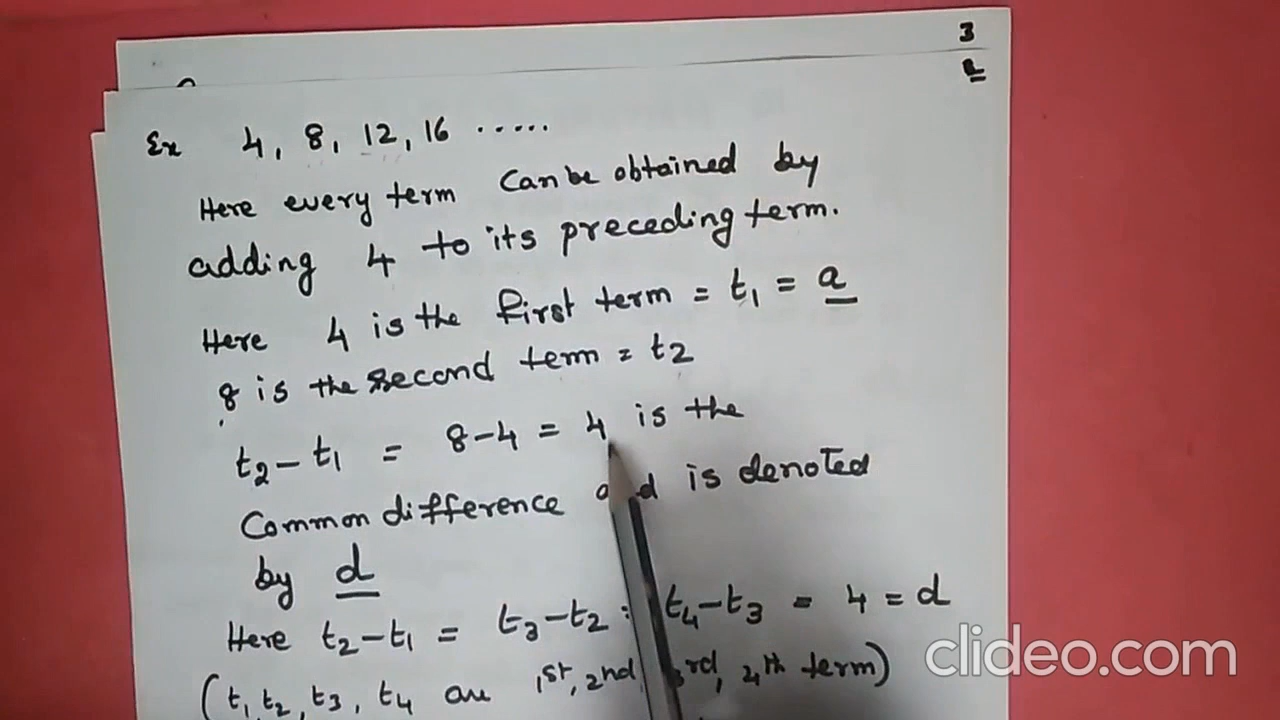 3
Ex 4, 8, 12, 16 .....
Here every term can be obtained by
adding 4 to its preceding term.
Here 4 is the first term = t1 = a
8 is the second term = t2
t2 - t1 = 8 - 4 = 4 is the
Common difference and is denoted
by d
Here t2 - t1 = t3 - t2 = t4 - t3 = 4 = d
(t1, t2, t3, t4 are 1st, 2nd, 3rd, 4th term)
clideo.com